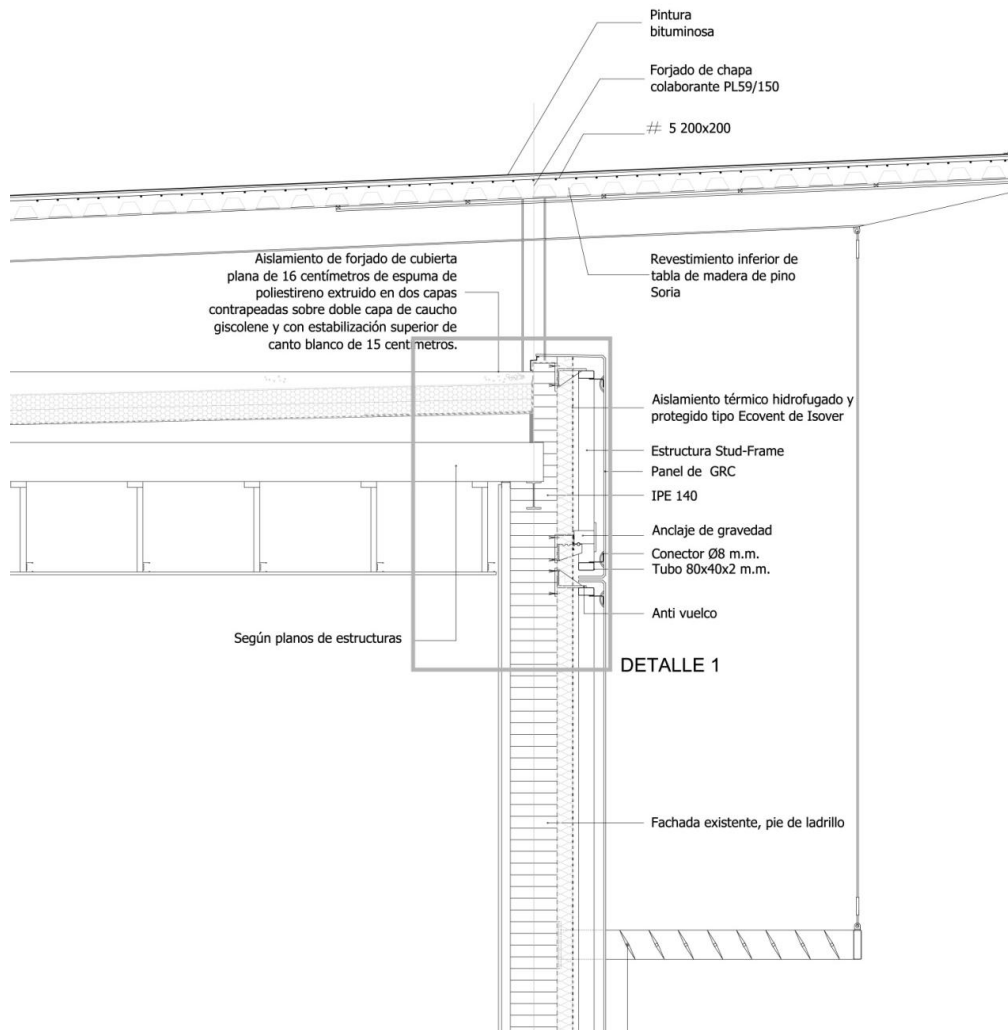 Pintura
bituminosa
Forjado de chapa
colaborante PL59/150
# 5 200x200
Aislamiento de forjado de cubierta
plana de 16 centímetros de espuma de
poliestireno extruido en dos capas
contrapeadas sobre doble capa de caucho
giscolene y con estabilización superior de
canto blanco de 15 centímetros.
Revestimiento inferior de
tabla de madera de pino
Soria
Aislamiento térmico hidrofugado y
protegido tipo Ecovent de Isover
Estructura Stud-Frame
Panel de GRC
IPE 140
Anclaje de gravedad
Conector Ø8 m.m.
Tubo 80x40x2 m.m.
Anti vuelco
Según planos de estructuras
DETALLE 1
Fachada existente, pie de ladrillo